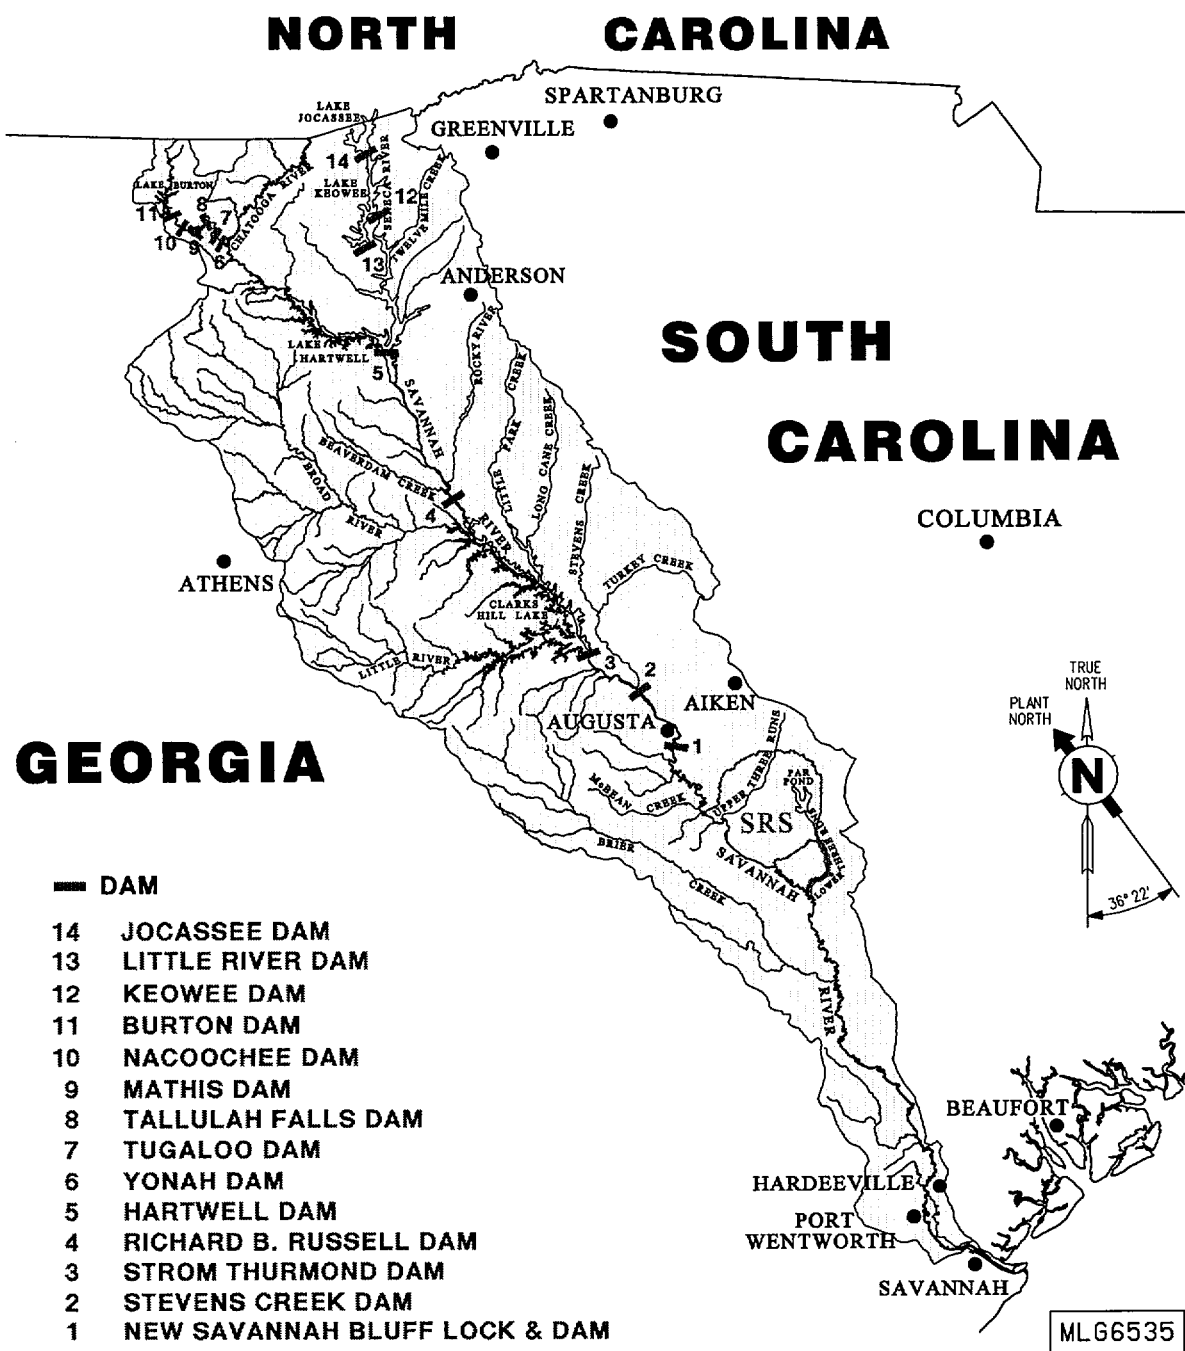 NORTH CAROLINA
SPARTANBURG
GREENVILLE
LAKE
JOCASSEE
14
LAKE
KEOWEE
SENECA RIVER
12
TWELVE MILE CREEK
13
LAKE BURTON
CHATOOGA RIVER
11
10
9
8
7
6
ANDERSON
SOUTH
CAROLINA
LAKE
HARTWELL
5
SAVANNAH
RIVER
ROCKY RIVER
LITTLE PARK CREEK
LONG CANE CREEK
STEVENS CREEK
BEAVERDAM CREEK
BROAD
RIVER
4
TURKEY CREEK
COLUMBIA
ATHENS
CLARKS
HILL LAKE
LITTLE RIVER
3
2
AIKEN
AUGUSTA
1
GEORGIA
McBEAN CREEK
UPPER THREE RUNS
PAR
POND
SRS
LOWER THREE RUNS
SAVANNAH
RIVER
BRIER
CREEK
TRUE
NORTH
PLANT
NORTH
N
36° 22'
BEAUFORT
HARDEEVILLE
PORT
WENTWORTH
SAVANNAH
DAM
14 JOCASSEE DAM
13 LITTLE RIVER DAM
12 KEOWEE DAM
11 BURTON DAM
10 NACOOCHEE DAM
9 MATHIS DAM
8 TALLULAH FALLS DAM
7 TUGALOO DAM
6 YONAH DAM
5 HARTWELL DAM
4 RICHARD B. RUSSELL DAM
3 STROM THURMOND DAM
2 STEVENS CREEK DAM
1 NEW SAVANNAH BLUFF LOCK & DAM
MLG6535